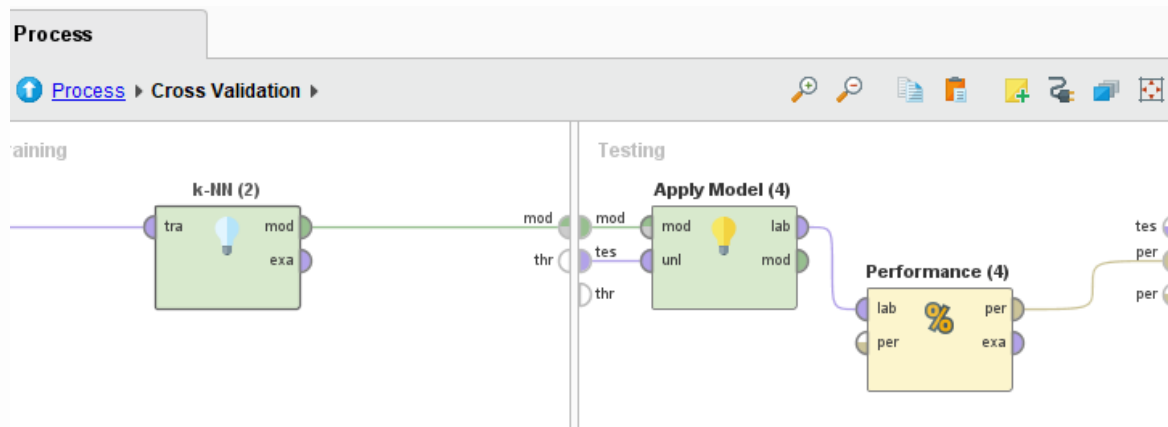 Process
Process Cross Validation
raining
k-NN (2)
tra mod
exa
mod
thr
Testing
mod
tes
thr
Apply Model (4)
mod lab
unl mod
Performance (4)
lab per
per exa
tes
per
per